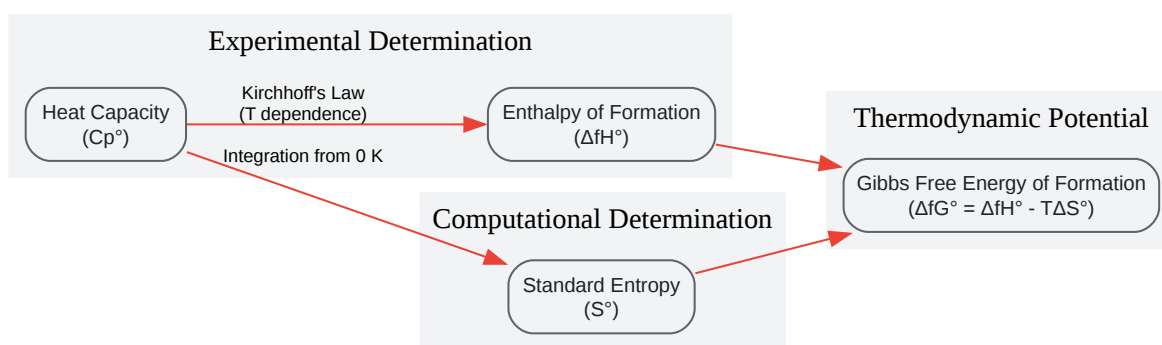 Experimental Determination
Heat Capacity
(Cp°)
Kirchhoff's Law
(T dependence)
Integration from 0 K
Enthalpy of Formation
(ΔfH°)
Computational Determination
Standard Entropy
(S°)
Thermodynamic Potential
Gibbs Free Energy of Formation
(ΔfG° = ΔfH° - TΔS°)